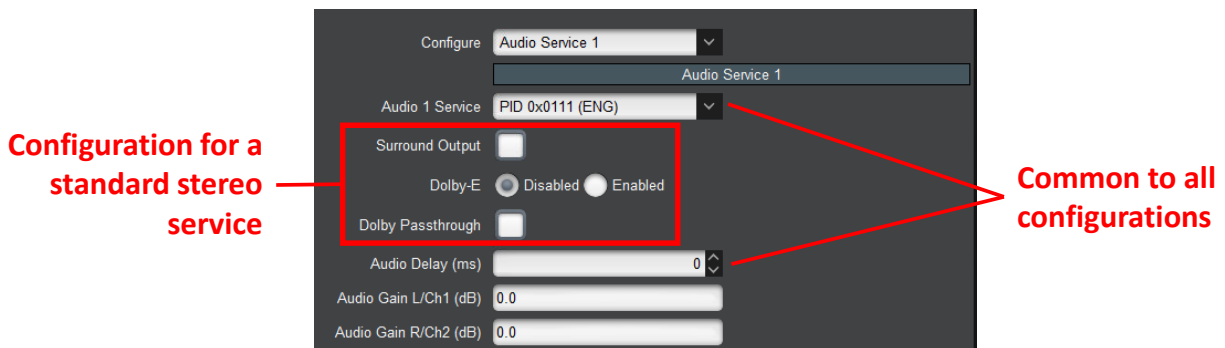 Configure Audio Service 1
Audio Service 1
Audio 1 Service PID 0x0111 (ENG)
Configuration for a
standard stereo
service
Surround Output
Dolby-E Disabled Enabled
Dolby Passthrough
Common to all
configurations
Audio Delay (ms) 0
Audio Gain L/Ch1 (dB) 0.0
Audio Gain R/Ch2 (dB) 0.0